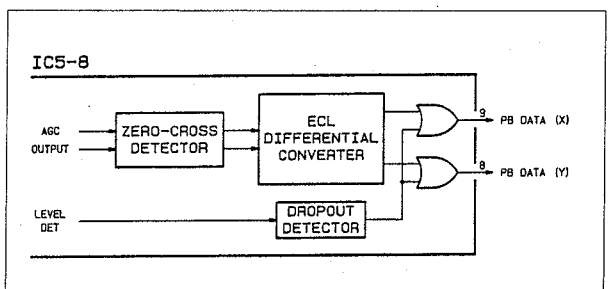 IC5-8
AGC
OUTPUT
ZERO-CROSS
DETECTOR
ECL
DIFFERENTIAL
CONVERTER
9
PB DATA (X)
8
PB DATA (Y)
LEVEL
DET
DROPOUT
DETECTOR